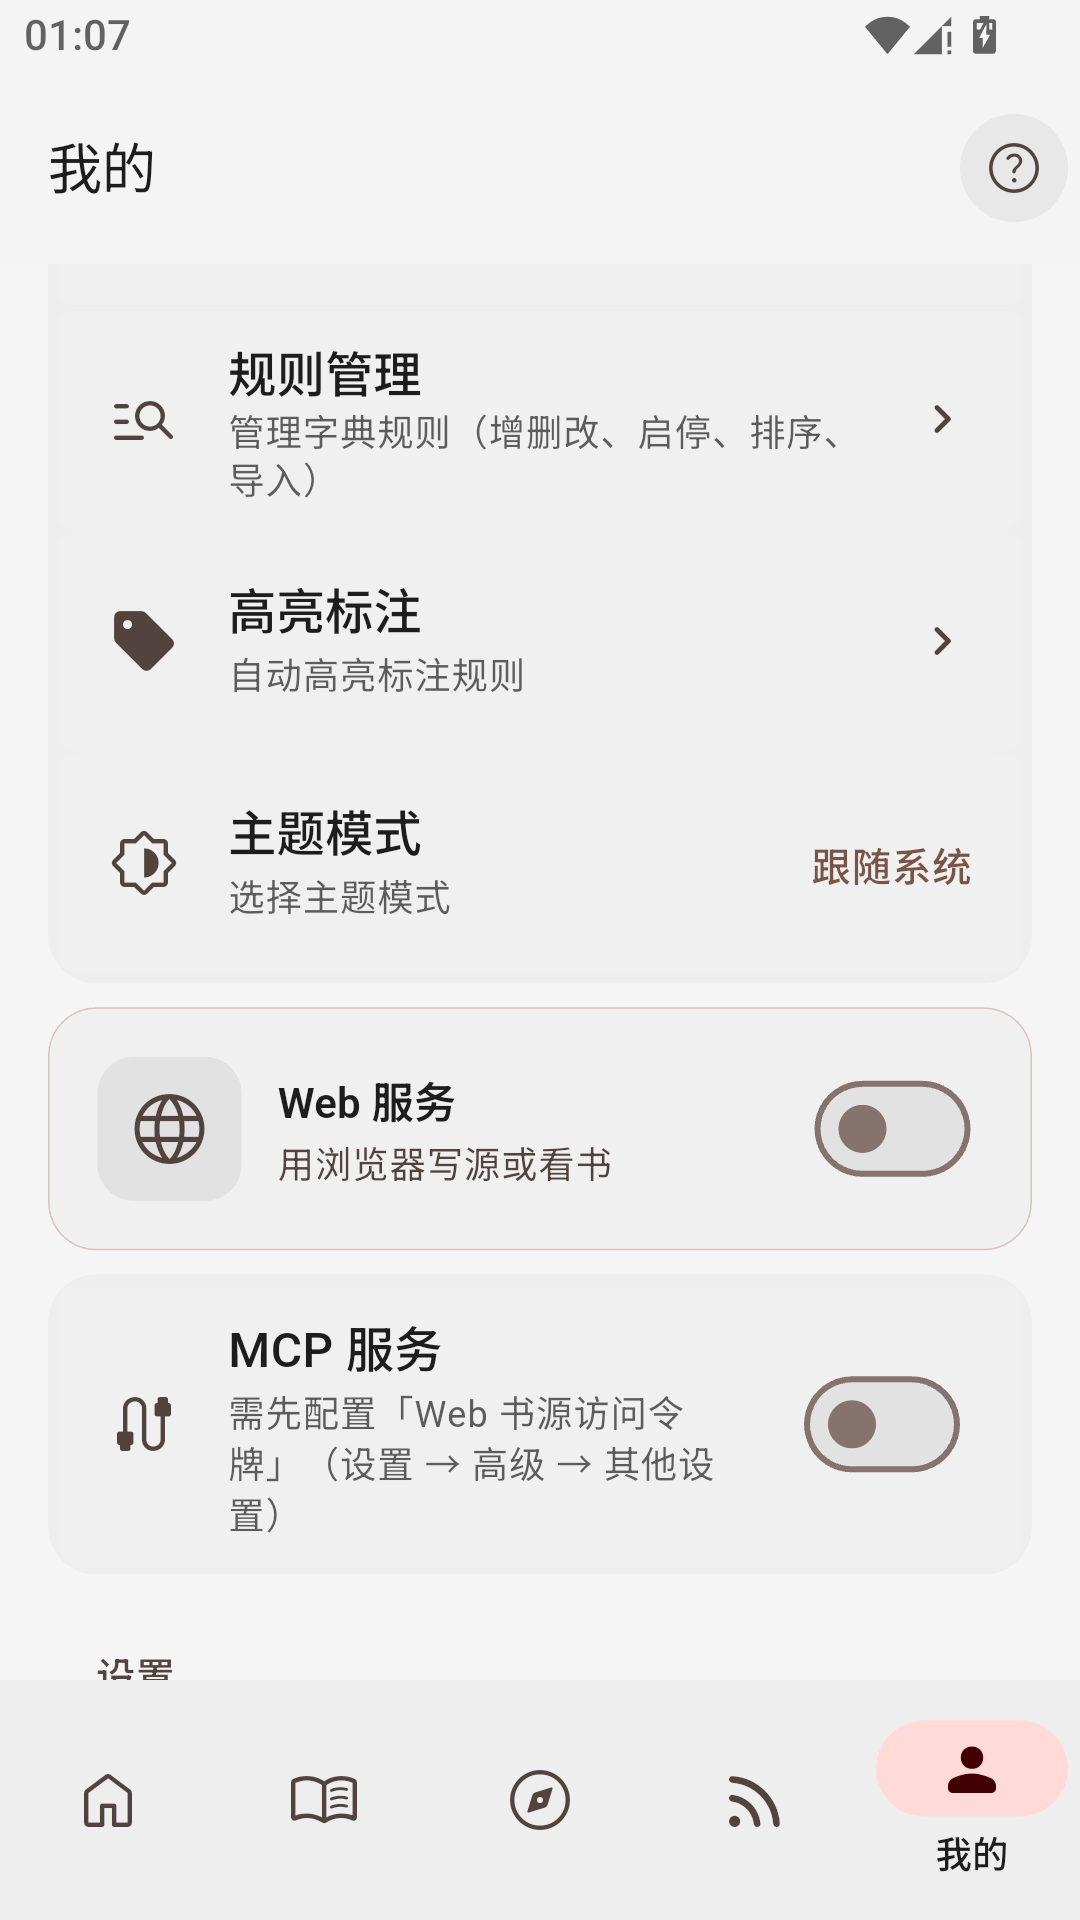 01:07
我的
规则管理
管理字典规则（增删改、启停、排序、
导入）
高亮标注
自动高亮标注规则
主题模式
选择主题模式
跟随系统
Web 服务
用浏览器写源或看书
MCP 服务
需先配置「Web 书源访问令
牌」（设置 → 高级 → 其他设
置）
设置
我的